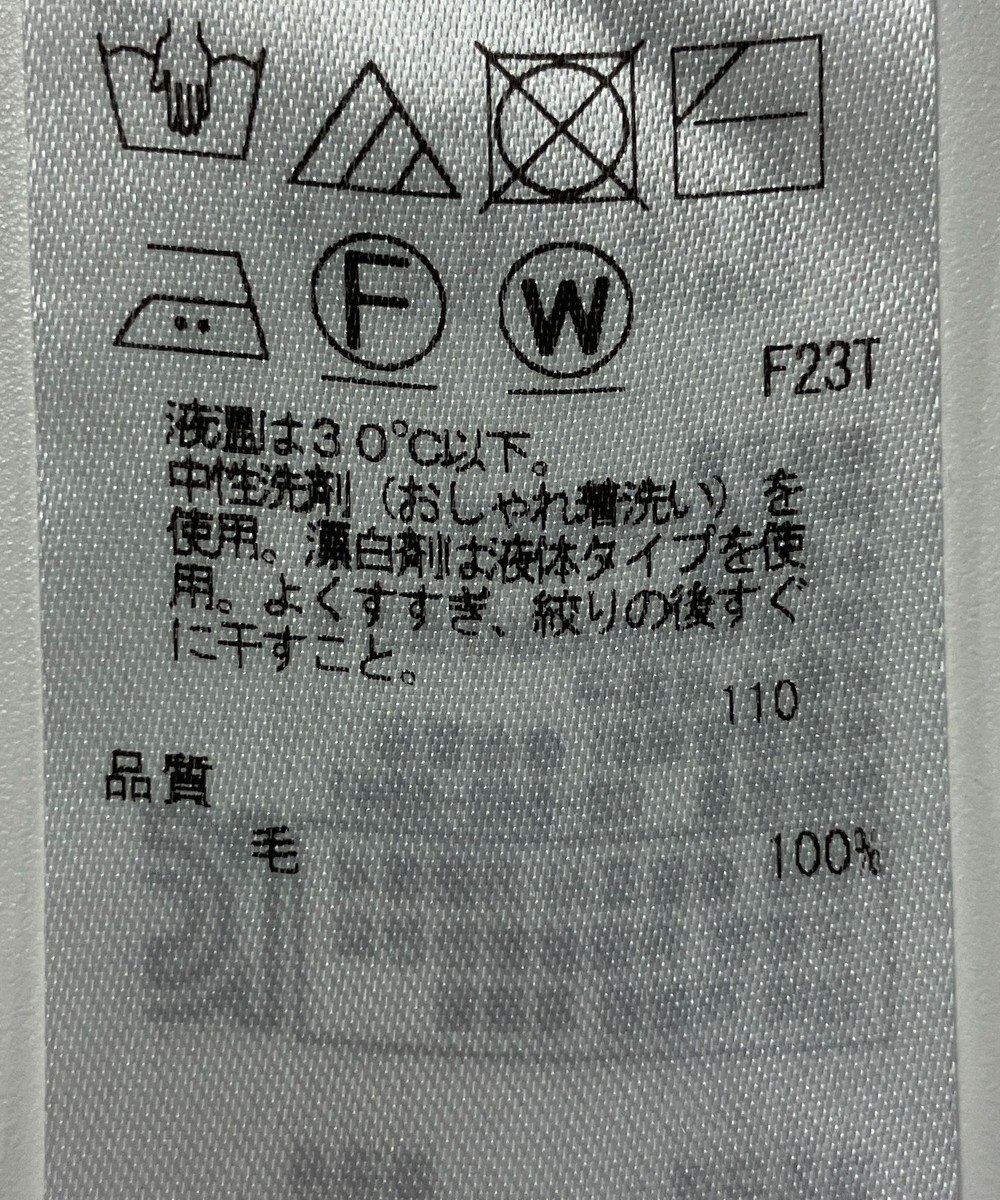 F
W
F23T
液温は30℃以下。
中性洗剤（おしゃれ着洗い）を
使用。漂白剤は液体タイプを使
用。よくすすぎ、絞りの後すぐ
に干すこと。
110
品質
毛 100%